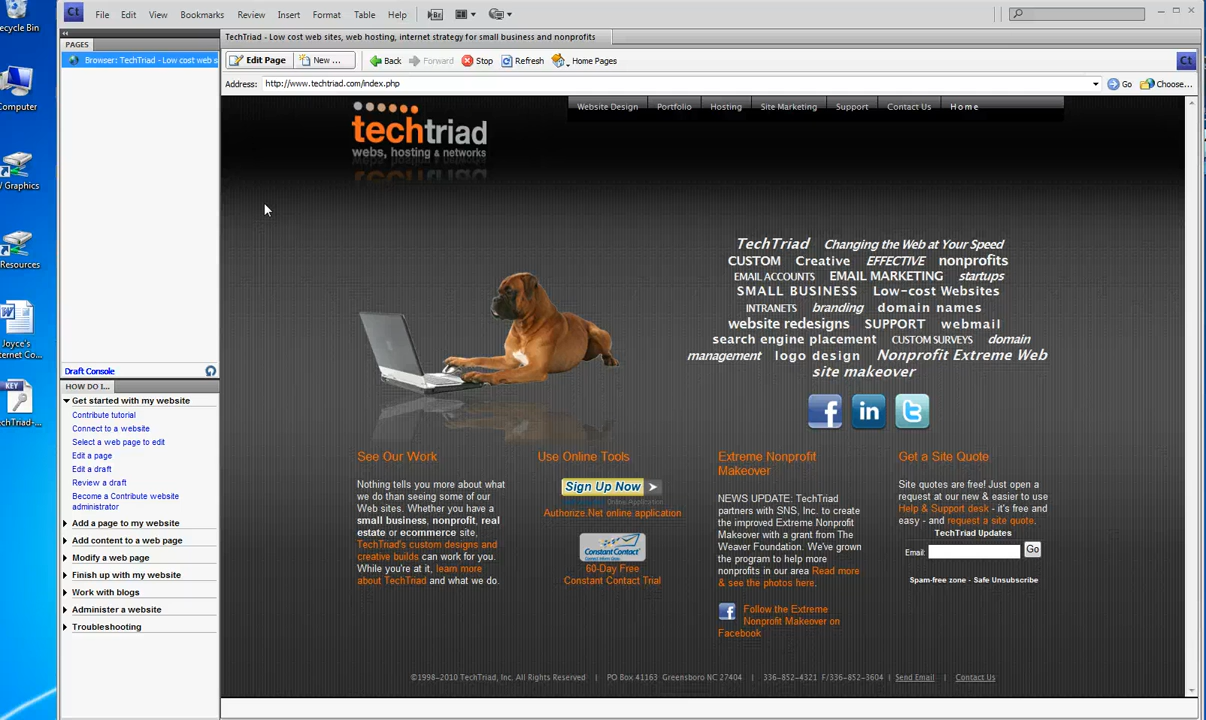 ecycle Bin
Computer
Graphics
Resources
Joyce's
ternet Co...
KEY
echTriad-...
Ct File Edit View Bookmarks Review Insert Format Table Help Br
PAGES
Browser: TechTriad - Low cost web s
TechTriad - Low cost web sites, web hosting, internet strategy for small business and nonprofits
Edit Page New ... Back Forward Stop Refresh Home Pages Ct
Address: http://www.techtriad.com/index.php Go Choose...
Draft Console
HOW DO I...
Get started with my website
Contribute tutorial
Connect to a website
Select a web page to edit
Edit a page
Edit a draft
Review a draft
Become a Contribute website
administrator
Add a page to my website
Add content to a web page
Modify a web page
Finish up with my website
Work with blogs
Administer a website
Troubleshooting
techtriad
webs, hosting & networks
Website Design Portfolio Hosting Site Marketing Support Contact Us Home
TechTriad Changing the Web at Your Speed
CUSTOM Creative EFFECTIVE nonprofits
EMAIL ACCOUNTS EMAIL MARKETING startups
SMALL BUSINESS Low-cost Websites
INTRANETS branding domain names
website redesigns SUPPORT webmail
search engine placement CUSTOM SURVEYS domain
management logo design Nonprofit Extreme Web
site makeover
f in t
See Our Work
Nothing tells you more about what
we do than seeing some of our
Web sites. Whether you have a
small business, nonprofit, real
estate or ecommerce site,
TechTriad's custom designs and
creative builds can work for you.
While you're at it, learn more
about TechTriad and what we do.
Use Online Tools
Sign Up Now
Online Application
Authorize.Net online application
Constant Contact
60-Day Free
Constant Contact Trial
Extreme Nonprofit
Makeover
NEWS UPDATE: TechTriad
partners with SNS, Inc. to create
the improved Extreme Nonprofit
Makeover with a grant from The
Weaver Foundation. We've grown
the program to help more
nonprofits in our area Read more
& see the photos here.
f Follow the Extreme
Nonprofit Makeover on
Facebook
Get a Site Quote
Site quotes are free! Just open a
request at our new & easier to use
Help & Support desk - it's free and
easy - and request a site quote.
TechTriad Updates
Email: Go
Spam-free zone - Safe Unsubscribe
©1998-2010 TechTriad, Inc. All Rights Reserved | PO Box 41163 Greensboro NC 27404 | 336-852-4321 F/336-852-3604 | Send Email | Contact Us